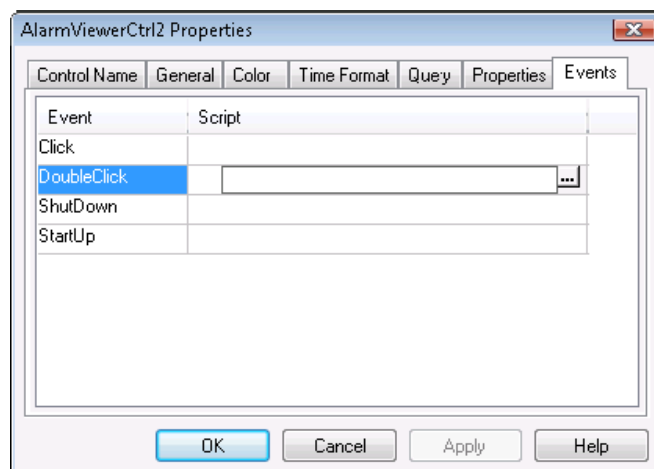 AlarmViewerCtrl2 Properties
Control Name General Color Time Format Query Properties Events
Event Script
Click
DoubleClick ...
ShutDown
StartUp
OK Cancel Apply Help